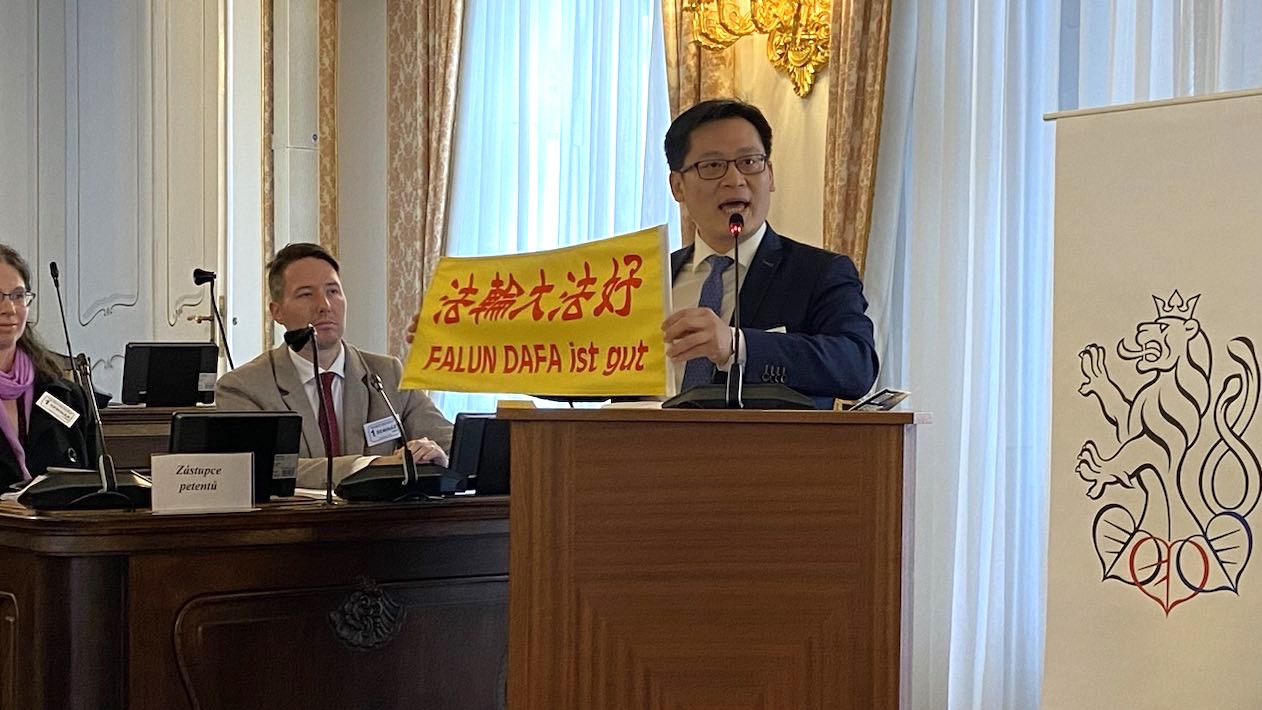 法輪大法好
FALUN DAFA ist gut
Zástupce
petentů